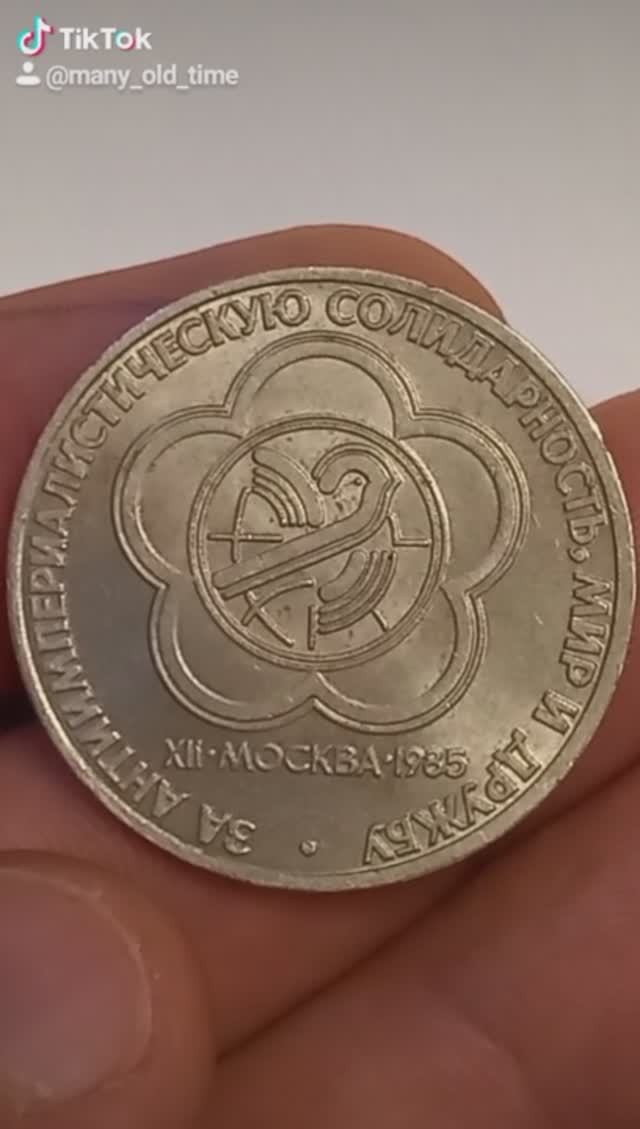 TikTok
@many_old_time
ЗА АНТИИМПЕРИАЛИСТИЧЕСКУЮ СОЛИДАРНОСТЬ, МИР И ДРУЖБУ
XII·МОСКВА·1985